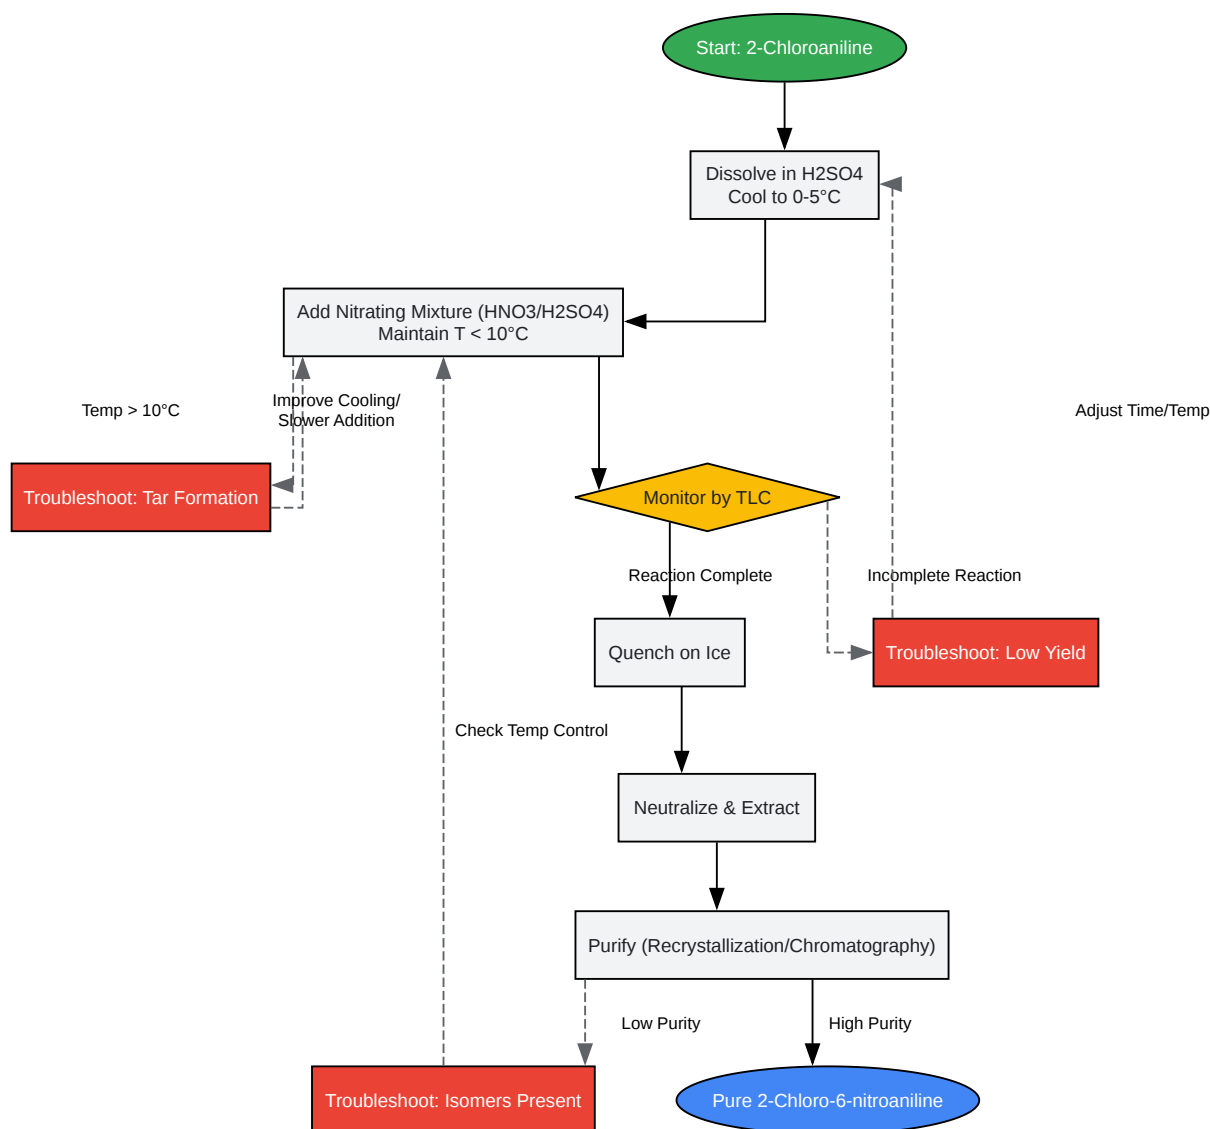 Start: 2-Chloroaniline
Dissolve in H2SO4
Cool to 0-5°C
Add Nitrating Mixture (HNO3/H2SO4)
Maintain T < 10°C
Temp > 10°C
Improve Cooling/
Slower Addition
Adjust Time/Temp
Troubleshoot: Tar Formation
Monitor by TLC
Reaction Complete
Incomplete Reaction
Quench on Ice
Troubleshoot: Low Yield
Check Temp Control
Neutralize & Extract
Purify (Recrystallization/Chromatography)
Low Purity
High Purity
Troubleshoot: Isomers Present
Pure 2-Chloro-6-nitroaniline